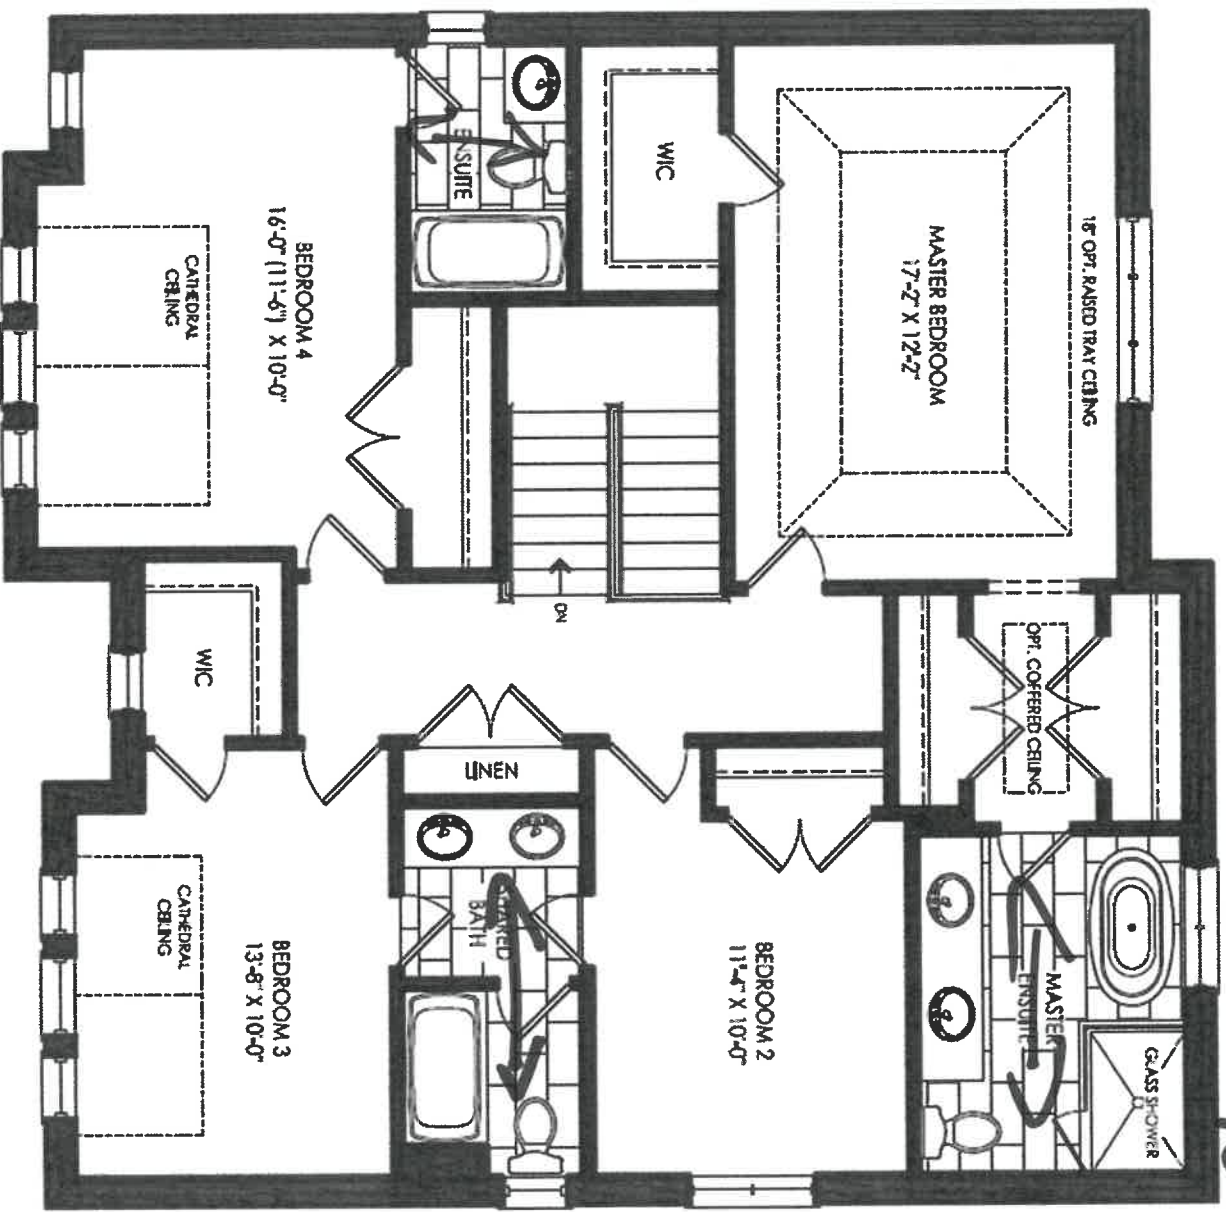 18" OPT. RAISED TRAY CEILING
MASTER BEDROOM
17'-2" X 12'-2"
WIC
ENSUITE
BEDROOM 4
16'-0" (11'-6") X 10'-0"
CATHEDRAL
CEILING
DN
OPT. COFFERED CEILING
WIC
LINEN
GLASS SHOWER
MASTER
ENSUITE
BEDROOM 2
11'-4" X 10'-0"
SHARED
BATH
BEDROOM 3
13'-8" X 10'-0"
CATHEDRAL
CEILING